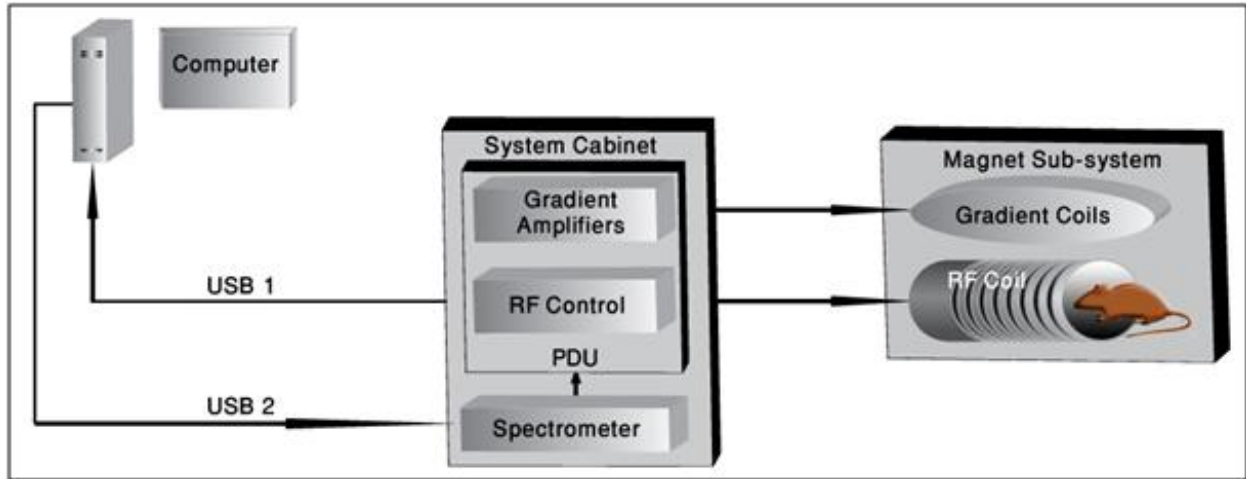 Computer
System Cabinet
Gradient
Amplifiers
RF Control
PDU
Spectrometer
USB 1
USB 2
Magnet Sub-system
Gradient Coils
RF Coil